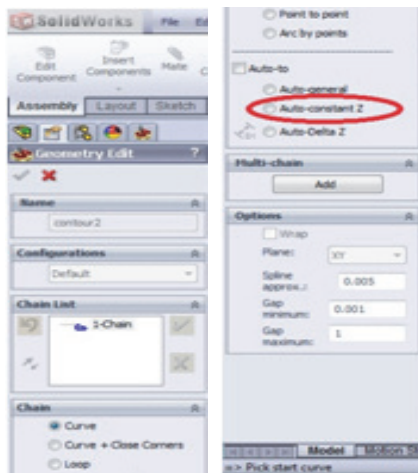 SolidWorks File Ed
Edit Component
Insert Components
Mate
Assembly Layout Sketch
Geometry Edit ?
Name
contour2
Configurations
Default
Chain List
1-Chain
Chain
Curve
Curve + Close Corners
Loop
Point to point
Arc by points
Auto-to
Auto-general
Auto-constant Z
Auto-Delta Z
Multi-chain
Add
Options
Wrap
Plane: XY
Spline approx.: 0.005
Gap minimum: 0.001
Gap maximum: 1
Model Motion S
=> Pick start curve